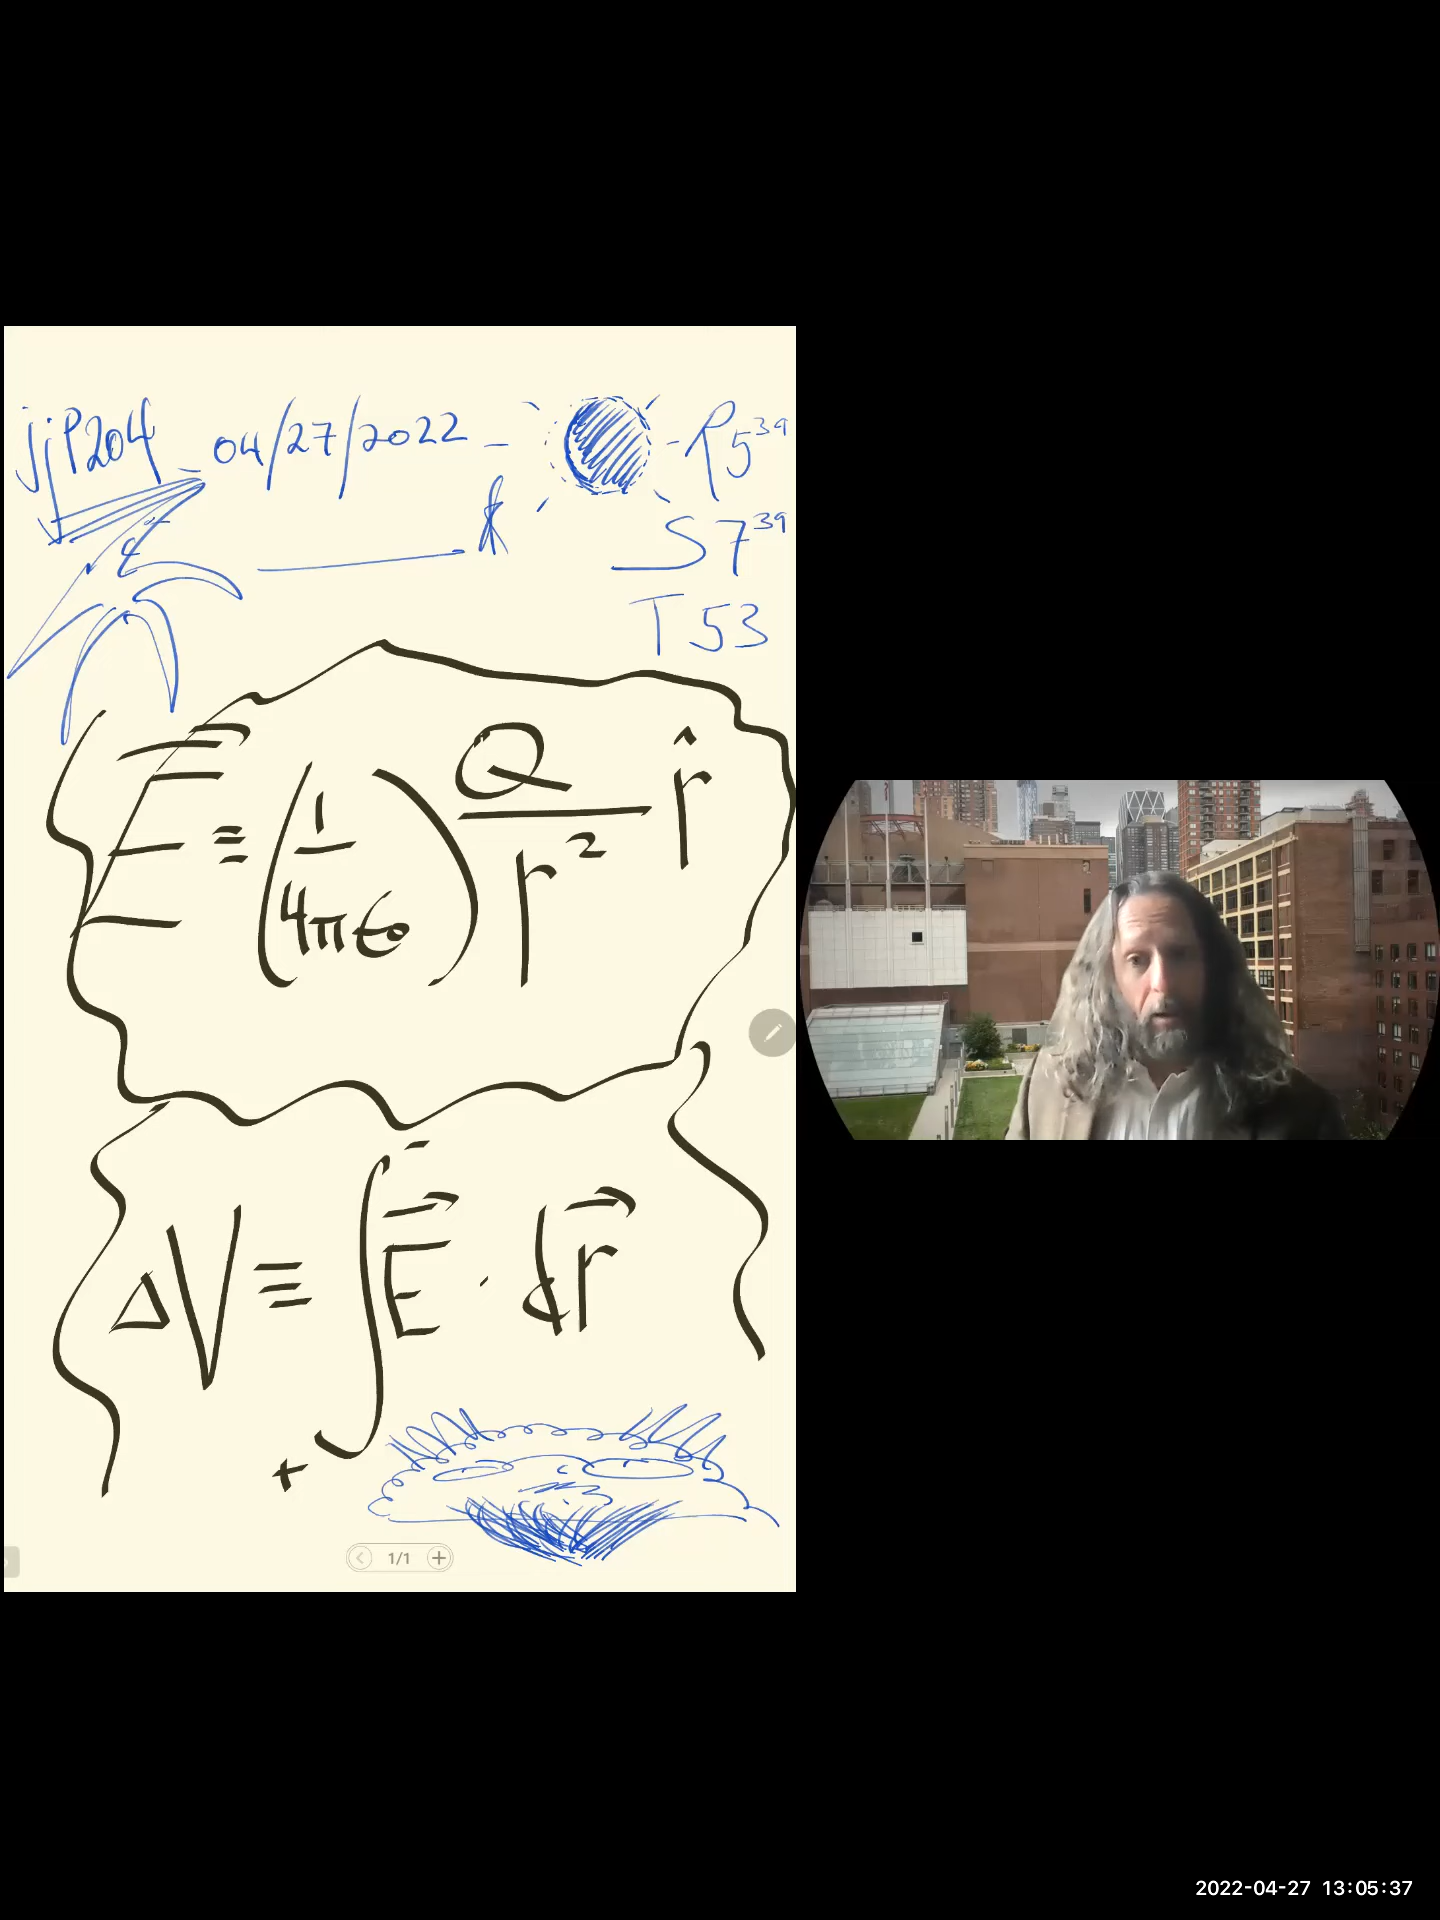 jjP204 - 04/27/2022 - R5³⁹
S7³⁹
T53
E⃗ ≡ (1/4πε₀) Q/r² r̂
ΔV ≡ ∫⁻₊ E⃗ · dr⃗
1/1
2022-04-27 13:05:37